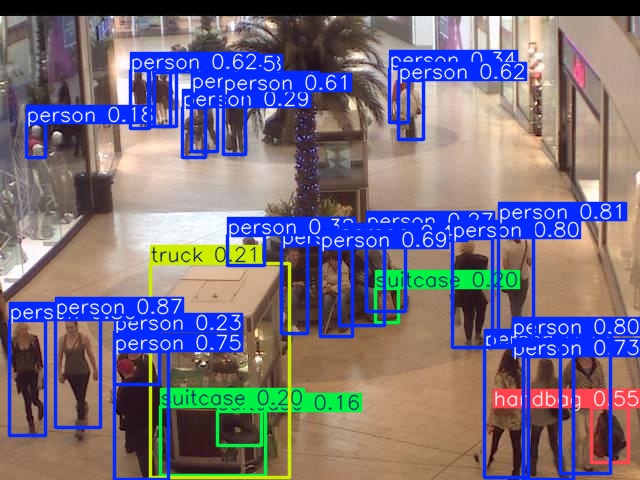 person 0.62
person 0.34
person 0.62
person 0.61
person 0.29
person 0.18
person 0.81
person 0.80
person 0.69
truck 0.21
suitcase 0.20
person 0.87
person 0.23
person 0.75
person 0.80
person 0.73
suitcase 0.20
0.16
handbag 0.55